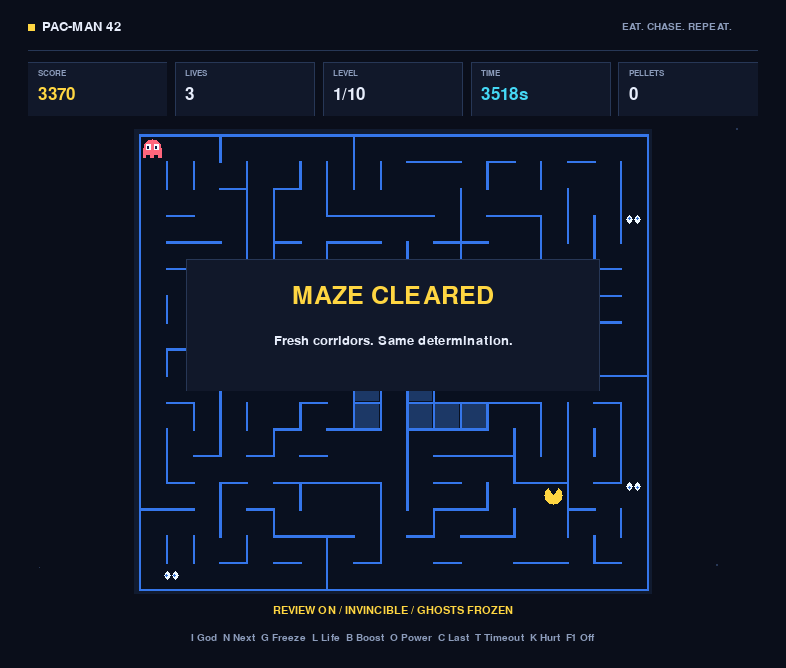 PAC-MAN 42
EAT. CHASE. REPEAT.
SCORE
3370
LIVES
3
LEVEL
1/10
TIME
3518s
PELLETS
0
MAZE CLEARED
Fresh corridors. Same determination.
REVIEW ON / INVINCIBLE / GHOSTS FROZEN
I God N Next G Freeze L Life B Boost O Power C Last T Timeout K Hurt F1 Off